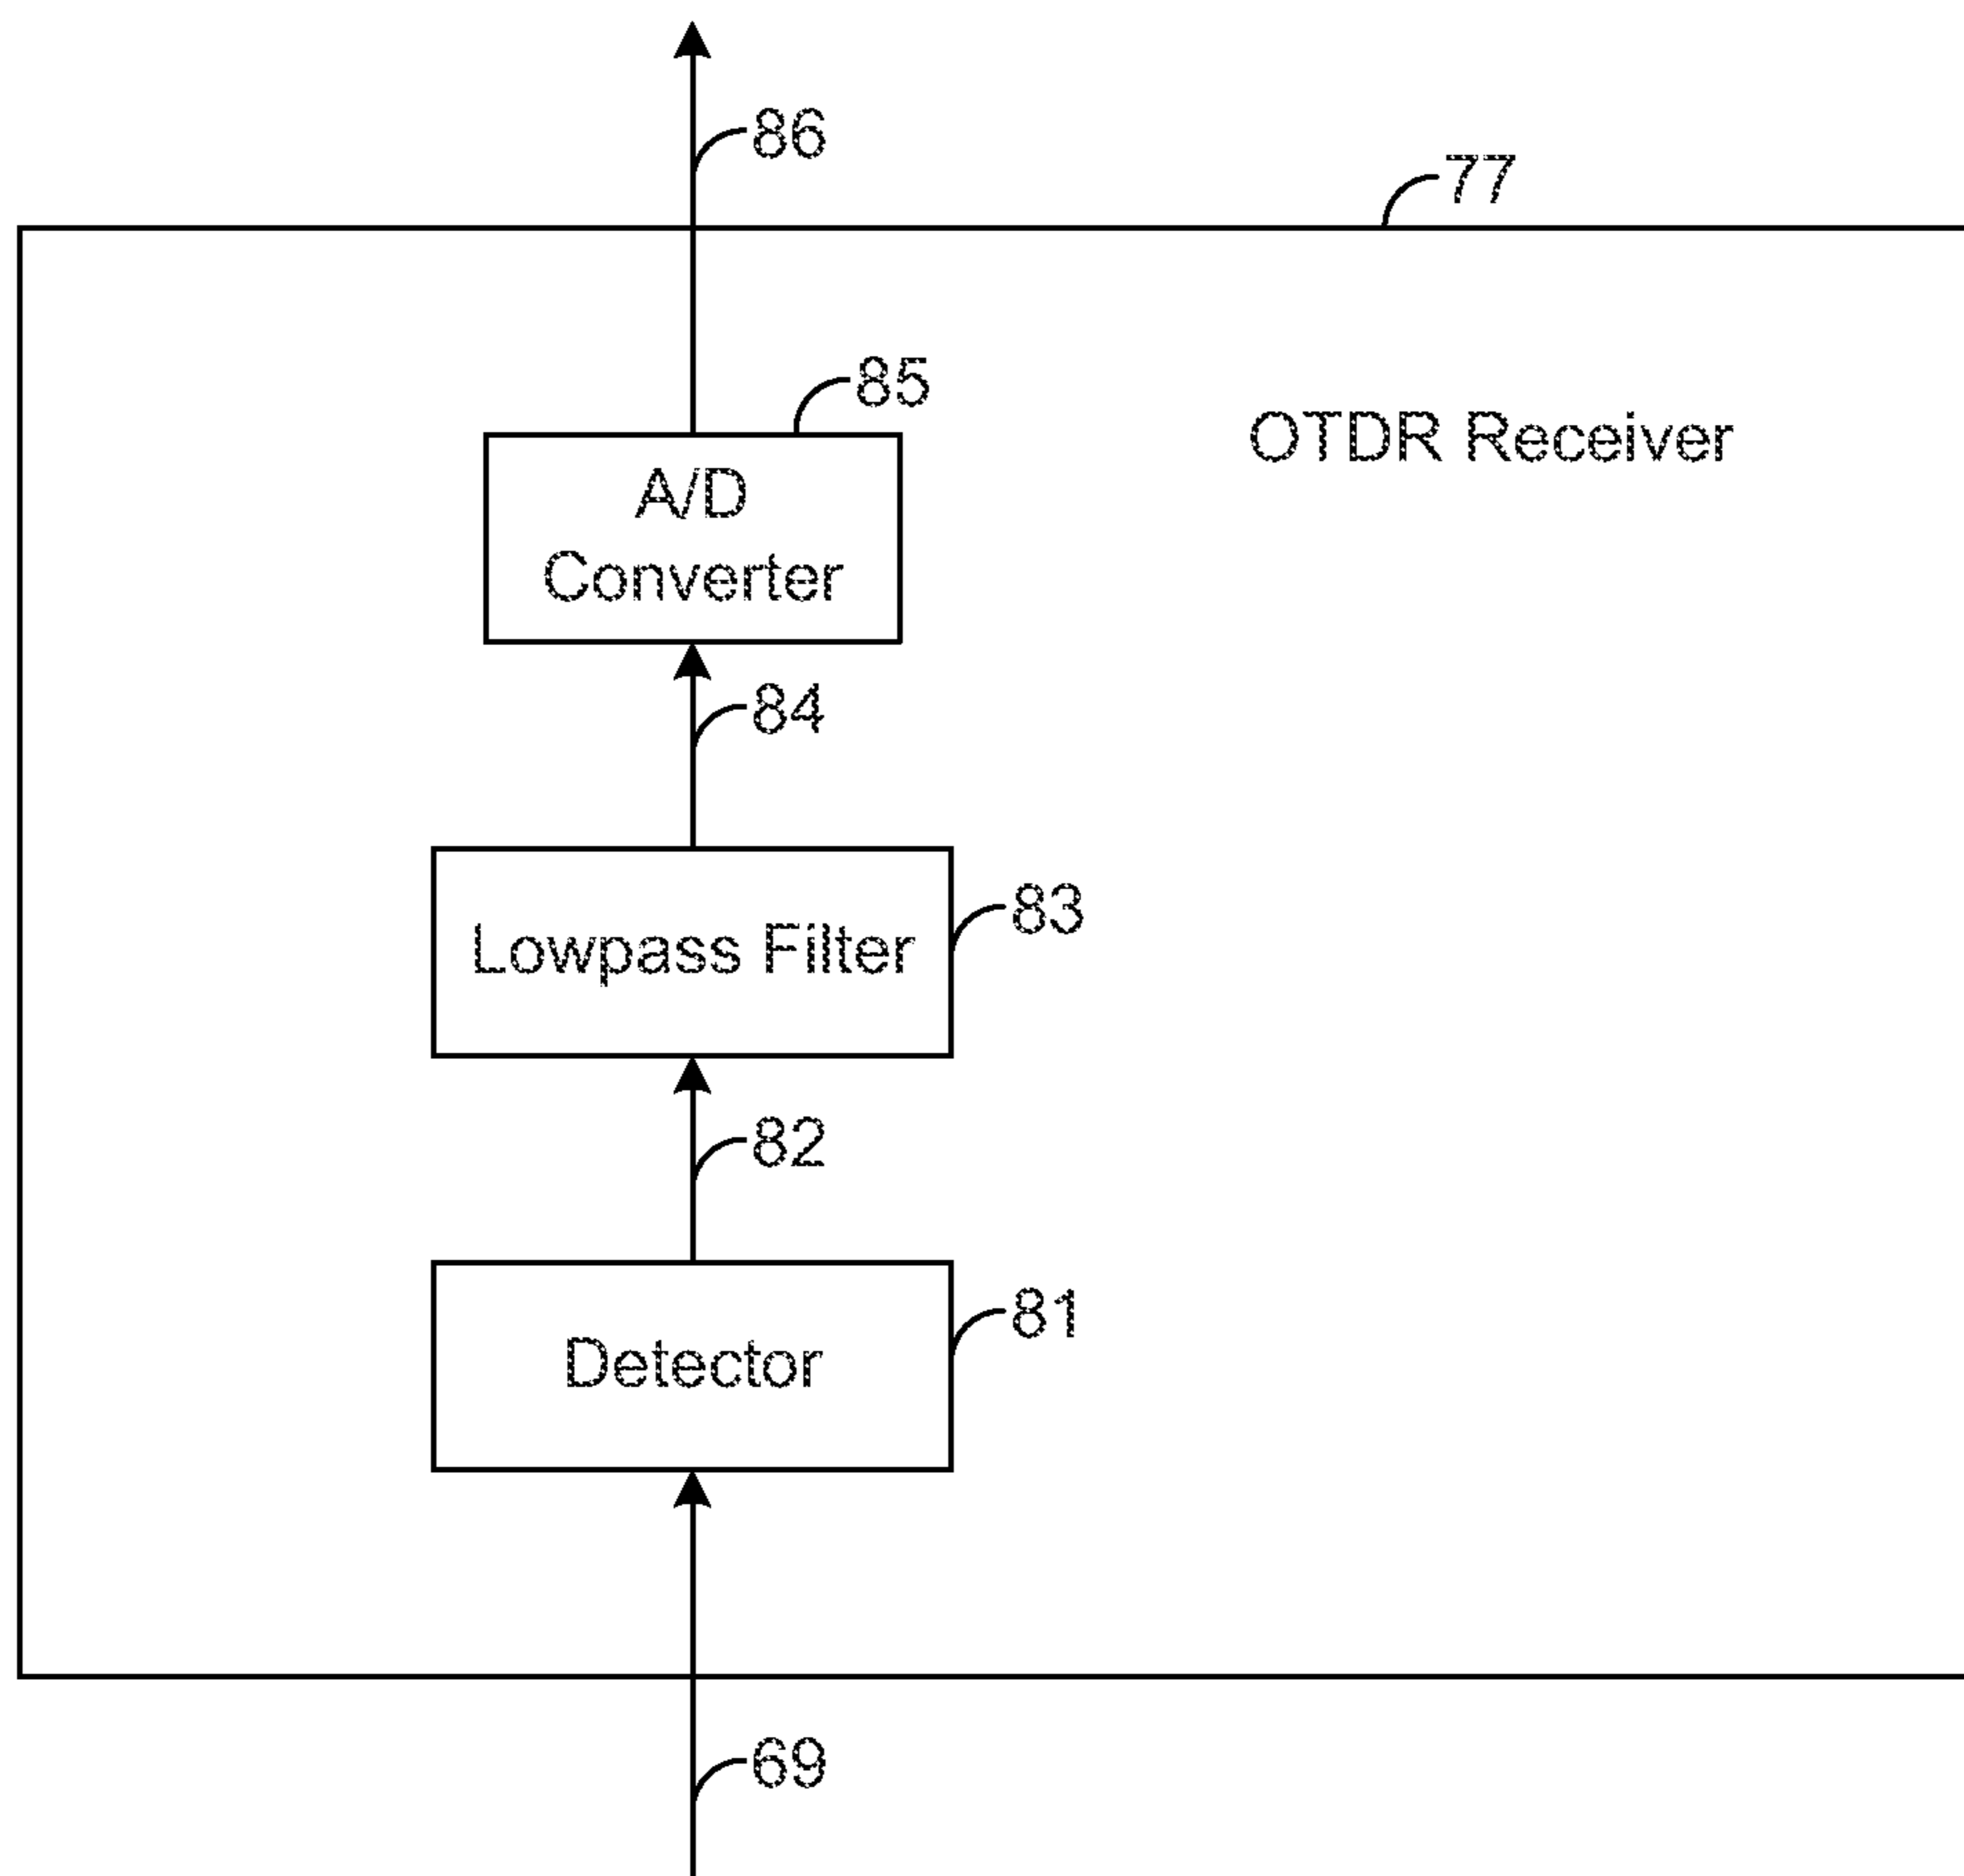 86
77
85
OTDR Receiver
A/D
Converter
84
83
Lowpass Filter
82
81
Detector
69